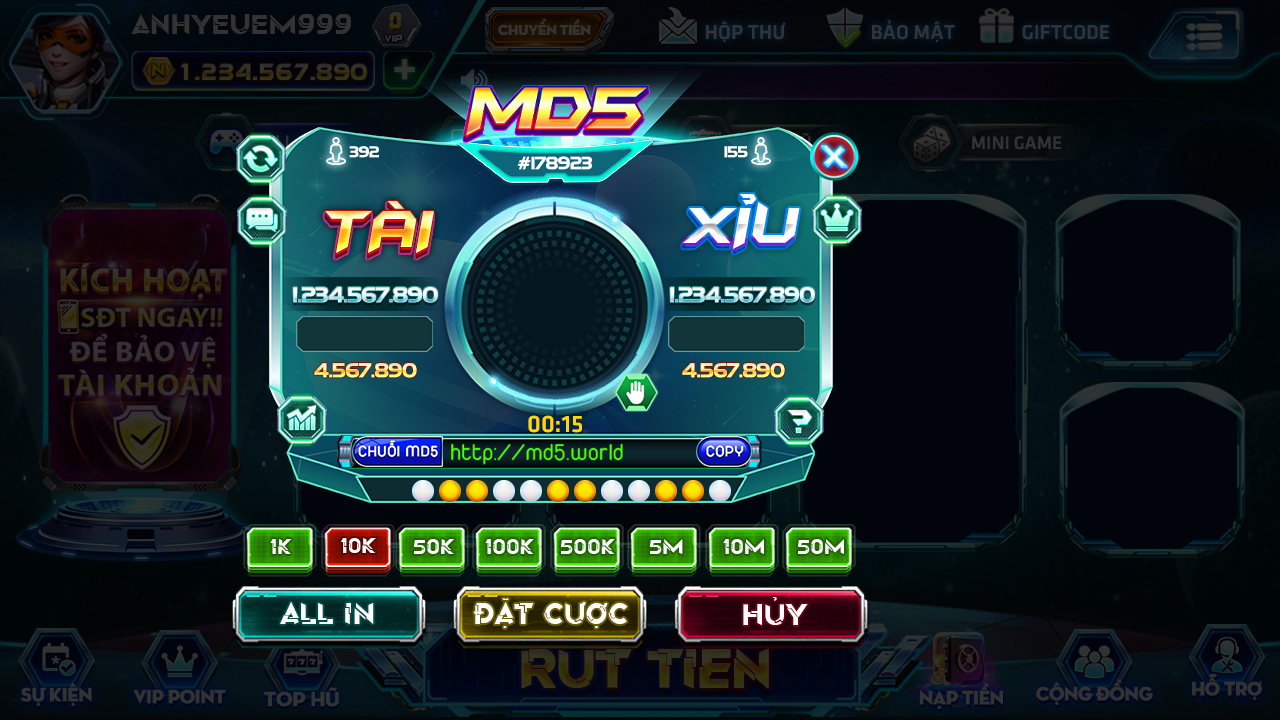 ANHYEUEM999
VIP
N 1.234.567.890
+
CHUYỂN TIỀN
HỘP THƯ
BẢO MẬT
GIFTCODE
MINI GAME
KÍCH HOẠT
SĐT NGAY!!
ĐỂ BẢO VỆ
TÀI KHOẢN
MD5
#178923
392
155
TÀI
XỈU
1.234.567.890
1.234.567.890
4.567.890
4.567.890
00:15
CHUỖI MD5
http://md5.world
COPY
1K
10K
50K
100K
500K
5M
10M
50M
ALL IN
ĐẶT CƯỢC
HỦY
RUT TIEN
SỰ KIỆN
VIP POINT
777
TOP HŨ
NẠP TIỀN
CỘNG ĐỒNG
HỖ TRỢ